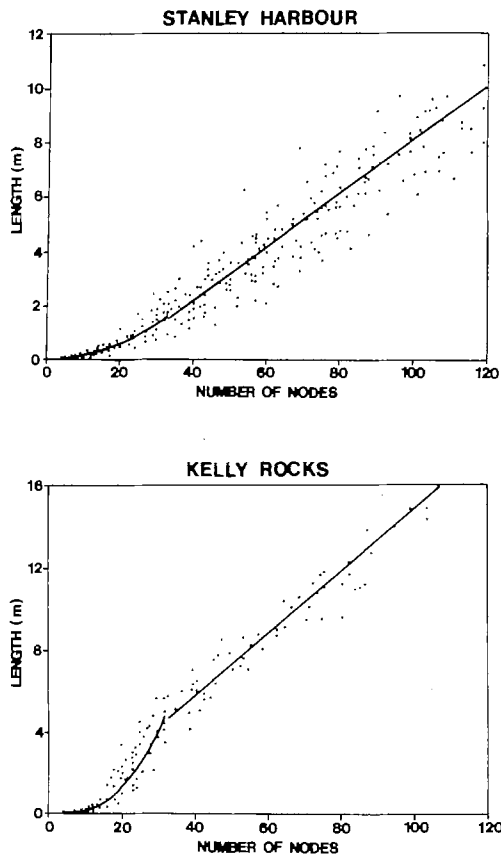 STANLEY HARBOUR
12
10
8
6
4
2
0
LENGTH (m)
0 20 40 60 80 100 120
NUMBER OF NODES
KELLY ROCKS
16
12
8
4
0
LENGTH (m)
0 20 40 60 80 100 120
NUMBER OF NODES